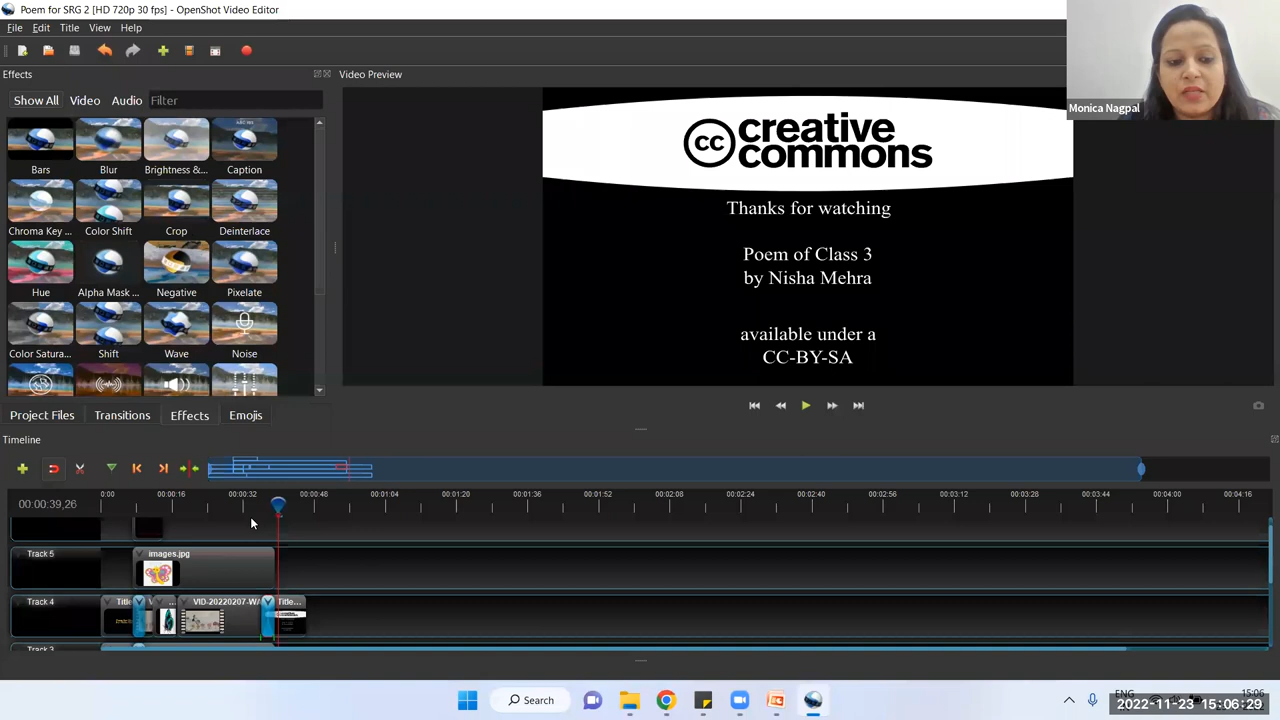 Poem for SRG 2 [HD 720p 30 fps] - OpenShot Video Editor
File Edit Title View Help
Effects
Video Preview
Show All Video Audio Filter
Bars Blur Brightness &... Caption
Chroma Key ... Color Shift Crop Deinterlace
Hue Alpha Mask ... Negative Pixelate
Color Satura... Shift Wave Noise
Project Files Transitions Effects Emojis
cc creative
commons
Thanks for watching
Poem of Class 3
by Nisha Mehra
available under a
CC-BY-SA
Monica Nagpal
Timeline
00:00:39,26
0:00 00:00:16 00:00:32 00:00:48 00:01:04 00:01:20 00:01:36 00:01:52 00:02:08 00:02:24 00:02:40 00:02:56 00:03:12 00:03:28 00:03:44 00:04:00 00:04:16
Track 5 images.jpg
Track 4 Title VID-20220207-WA Title...
Search
ENG 15:06
2022-11-23 15:06:29